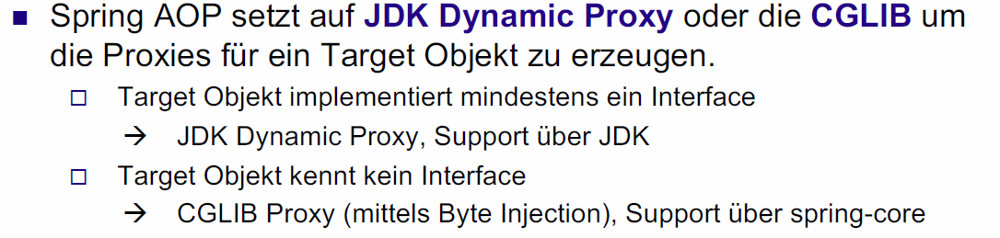 ■ Spring AOP setzt auf JDK Dynamic Proxy oder die CGLIB um
die Proxies für ein Target Objekt zu erzeugen.
□ Target Objekt implementiert mindestens ein Interface
→ JDK Dynamic Proxy, Support über JDK
□ Target Objekt kennt kein Interface
→ CGLIB Proxy (mittels Byte Injection), Support über spring-core